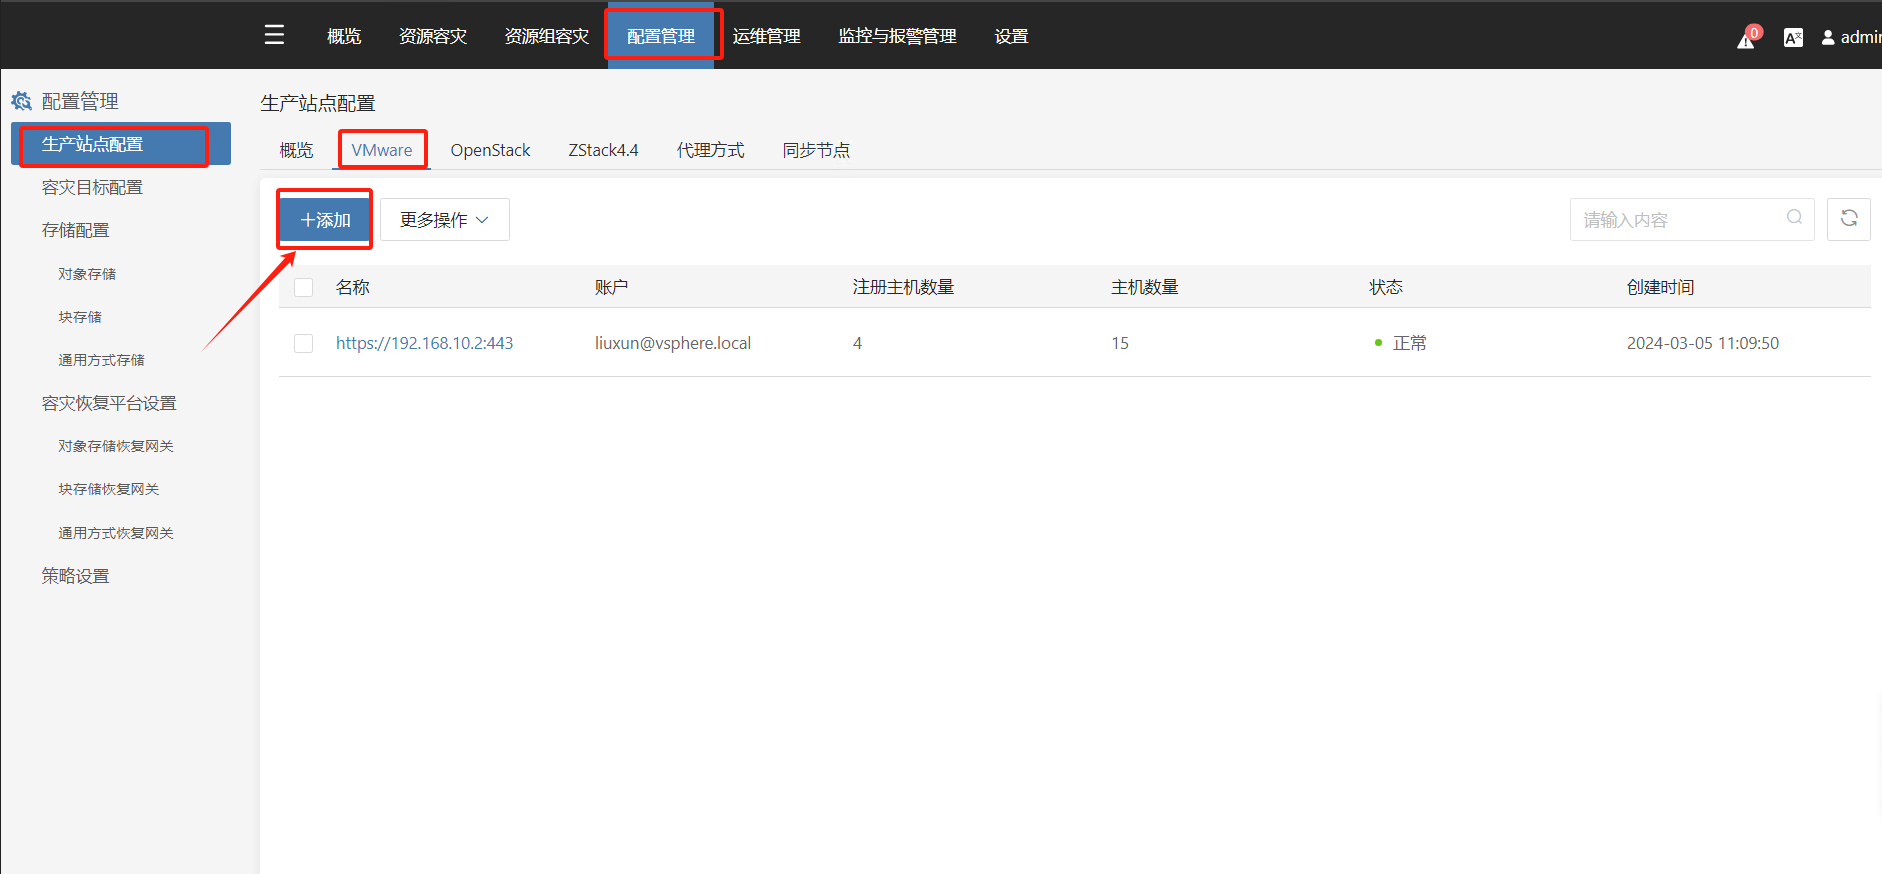 概览 资源容灾 资源组容灾 配置管理 运维管理 监控与报警管理 设置 0 A文 admin
配置管理
生产站点配置
容灾目标配置
存储配置
对象存储
块存储
通用方式存储
容灾恢复平台设置
对象存储恢复网关
块存储恢复网关
通用方式恢复网关
策略设置
生产站点配置
概览 VMware OpenStack ZStack4.4 代理方式 同步节点
+添加 更多操作 请输入内容
名称 账户 注册主机数量 主机数量 状态 创建时间
https://192.168.10.2:443 liuxun@vsphere.local 4 15 正常 2024-03-05 11:09:50